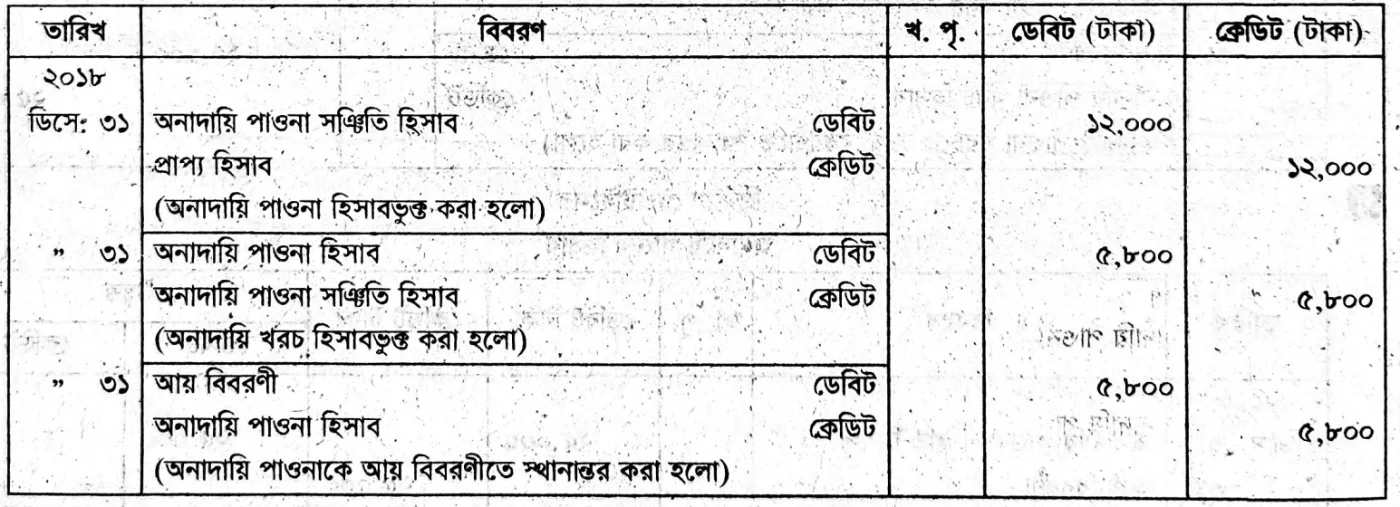 তারিখ বিবরণ খ. পৃ. ডেবিট (টাকা) ক্রেডিট (টাকা)
২০১৮
ডিসে: ৩১ অনাদায়ি পাওনা সঞ্চিতি হিসাব ডেবিট ১২,০০০
প্রাপ্য হিসাব ক্রেডিট ১২,০০০
(অনাদায়ি পাওনা হিসাবভুক্ত করা হলো)
” ৩১ অনাদায়ি পাওনা হিসাব ডেবিট ৫,৮০০
অনাদায়ি পাওনা সঞ্চিতি হিসাব ক্রেডিট ৫,৮০০
(অনাদায়ি খরচ হিসাবভুক্ত করা হলো)
” ৩১ আয় বিবরণী ডেবিট ৫,৮০০
অনাদায়ি পাওনা হিসাব ক্রেডিট ৫,৮০০
(অনাদায়ি পাওনাকে আয় বিবরণীতে স্থানান্তর করা হলো)